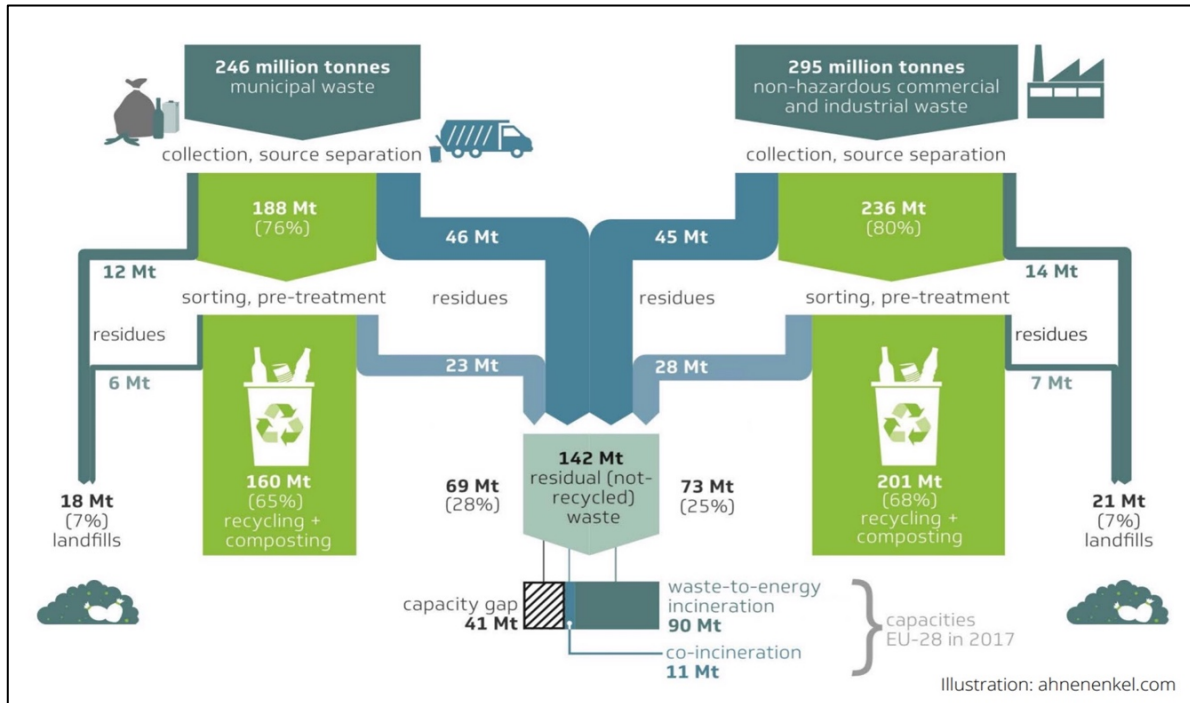 246 million tonnes
municipal waste
295 million tonnes
non-hazardous commercial
and industrial waste
collection, source separation
collection, source separation
188 Mt
(76%)
46 Mt
45 Mt
236 Mt
(80%)
12 Mt
14 Mt
sorting, pre-treatment
residues
residues
sorting, pre-treatment
residues
residues
6 Mt
23 Mt
28 Mt
7 Mt
18 Mt
(7%)
landfills
160 Mt
(65%)
recycling +
composting
69 Mt
(28%)
142 Mt
residual (not-
recycled)
waste
73 Mt
(25%)
201 Mt
(68%)
recycling +
composting
21 Mt
(7%)
landfills
capacity gap
41 Mt
waste-to-energy
incineration
90 Mt
co-incineration
11 Mt
capacities
EU-28 in 2017
Illustration: ahnenenkel.com